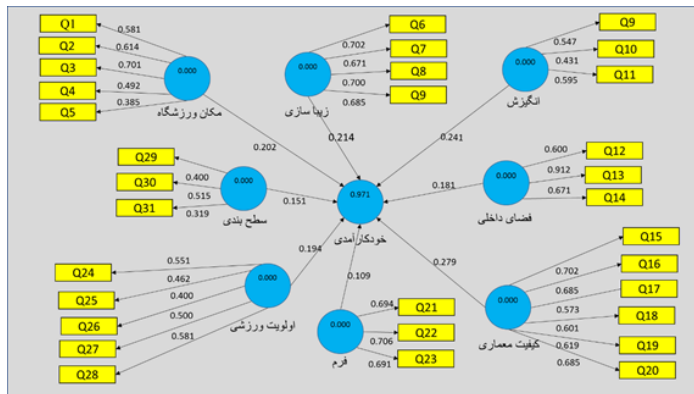 Q1
0.581
Q2
0.614
Q3
0.701
Q4
0.492
Q5
0.385
0.000
مکان ورزشگاه
0.202
Q6
0.702
Q7
0.671
Q8
0.700
Q9
0.685
0.000
زیبا سازی
0.214
Q9
0.547
Q10
0.431
Q11
0.595
0.000
انگیزش
0.241
Q29
0.400
Q30
0.515
Q31
0.319
0.000
سطح بندی
0.151
0.971
خودکارآمدی
Q12
0.600
Q13
0.912
Q14
0.671
0.000
فضای داخلی
0.181
Q24
0.551
Q25
0.462
Q26
0.400
Q27
0.500
Q28
0.581
0.000
اولویت ورزشی
0.194
Q21
0.694
Q22
0.706
Q23
0.691
0.000
فرم
0.109
Q15
0.702
Q16
0.685
Q17
0.573
Q18
0.601
Q19
0.619
Q20
0.685
0.000
کیفیت معماری
0.279